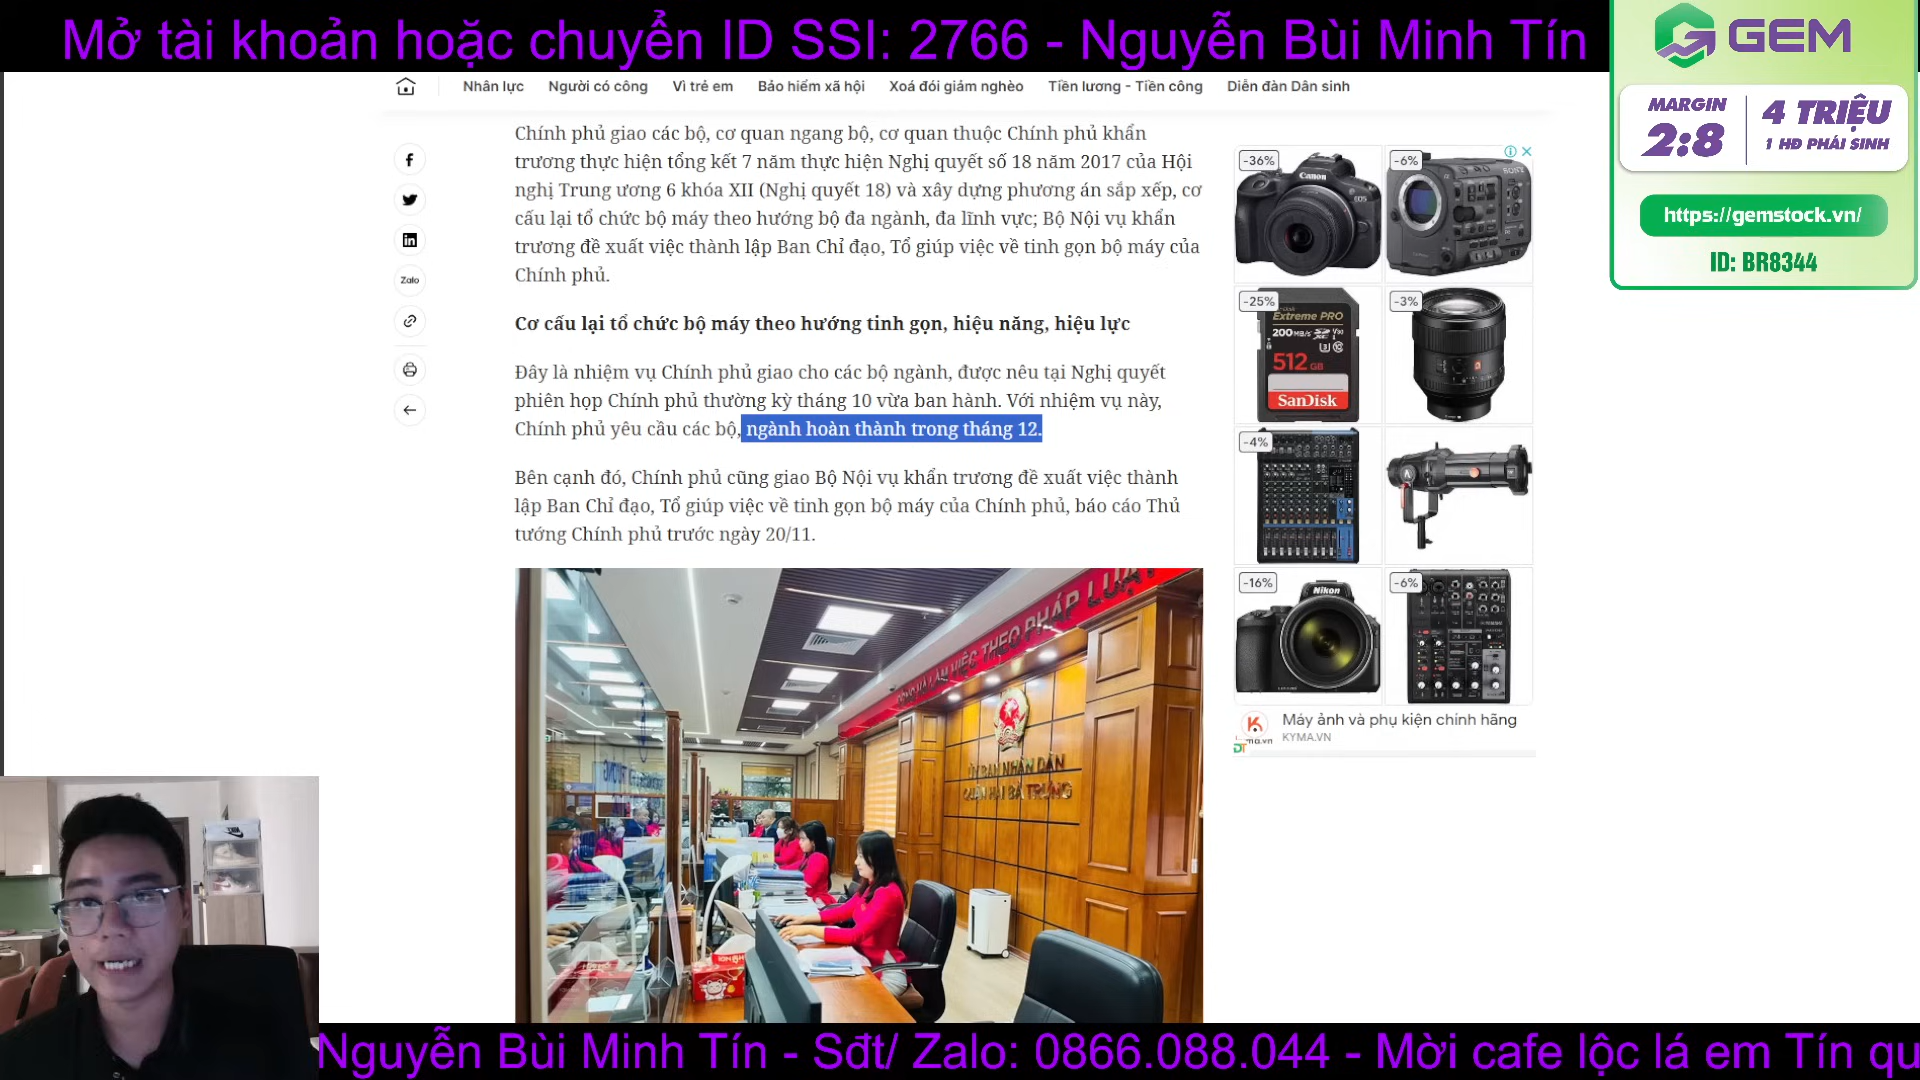 Mở tài khoản hoặc chuyển ID SSI: 2766 - Nguyễn Bùi Minh Tín
GEM
MARGIN
2:8
4 TRIỆU
1 HĐ PHÁI SINH
https://gemstock.vn/
ID: BR8344
Nhân lực Người có công Vì trẻ em Bảo hiểm xã hội Xoá đói giảm nghèo Tiền lương - Tiền công Diễn đàn Dân sinh
Chính phủ giao các bộ, cơ quan ngang bộ, cơ quan thuộc Chính phủ khẩn
trương thực hiện tổng kết 7 năm thực hiện Nghị quyết số 18 năm 2017 của Hội
nghị Trung ương 6 khóa XII (Nghị quyết 18) và xây dựng phương án sắp xếp, cơ
cấu lại tổ chức bộ máy theo hướng bộ đa ngành, đa lĩnh vực; Bộ Nội vụ khẩn
trương đề xuất việc thành lập Ban Chỉ đạo, Tổ giúp việc về tinh gọn bộ máy của
Chính phủ.
Zalo
Cơ cấu lại tổ chức bộ máy theo hướng tinh gọn, hiệu năng, hiệu lực
Đây là nhiệm vụ Chính phủ giao cho các bộ ngành, được nêu tại Nghị quyết
phiên họp Chính phủ thường kỳ tháng 10 vừa ban hành. Với nhiệm vụ này,
Chính phủ yêu cầu các bộ, ngành hoàn thành trong tháng 12.
Bên cạnh đó, Chính phủ cũng giao Bộ Nội vụ khẩn trương đề xuất việc thành
lập Ban Chỉ đạo, Tổ giúp việc về tinh gọn bộ máy của Chính phủ, báo cáo Thủ
tướng Chính phủ trước ngày 20/11.
-36%
Canon
EOS
-6%
SONY
-25%
Extreme PRO
200MB/s
512 GB
SanDisk
-3%
-4%
-16%
Nikon
-6%
Máy ảnh và phụ kiện chính hãng
KYMA.VN
LÀM VIỆC THEO PHÁP LUẬT
ỦY BAN NHÂN DÂN
QUẬN HAI BÀ TRƯNG
Nguyễn Bùi Minh Tín - Sđt/ Zalo: 0866.088.044 - Mời cafe lộc lá em Tín qu